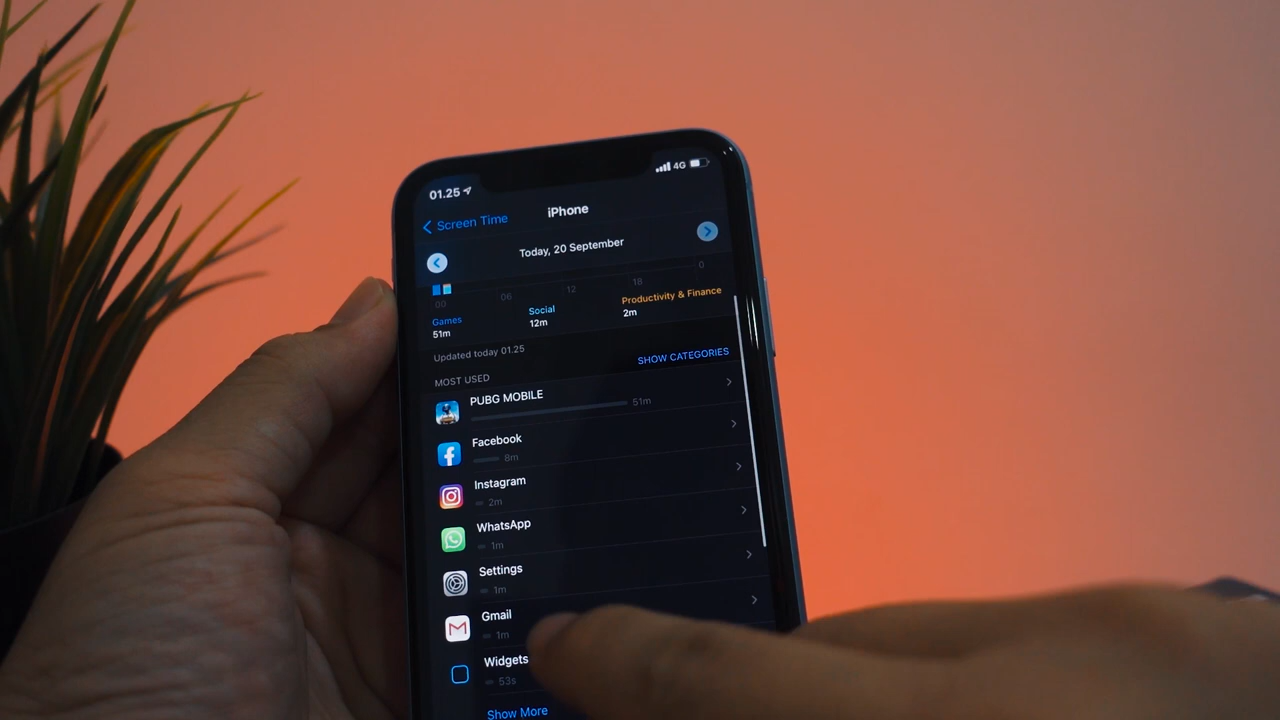 01.25
4G
Screen Time
iPhone
Today, 20 September
0
00 06 12 18
Games Social Productivity & Finance
51m 12m 2m
Updated today 01.25
MOST USED SHOW CATEGORIES
PUBG MOBILE
51m
Facebook
8m
Instagram
2m
WhatsApp
1m
Settings
1m
Gmail
1m
Widgets
53s
Show More